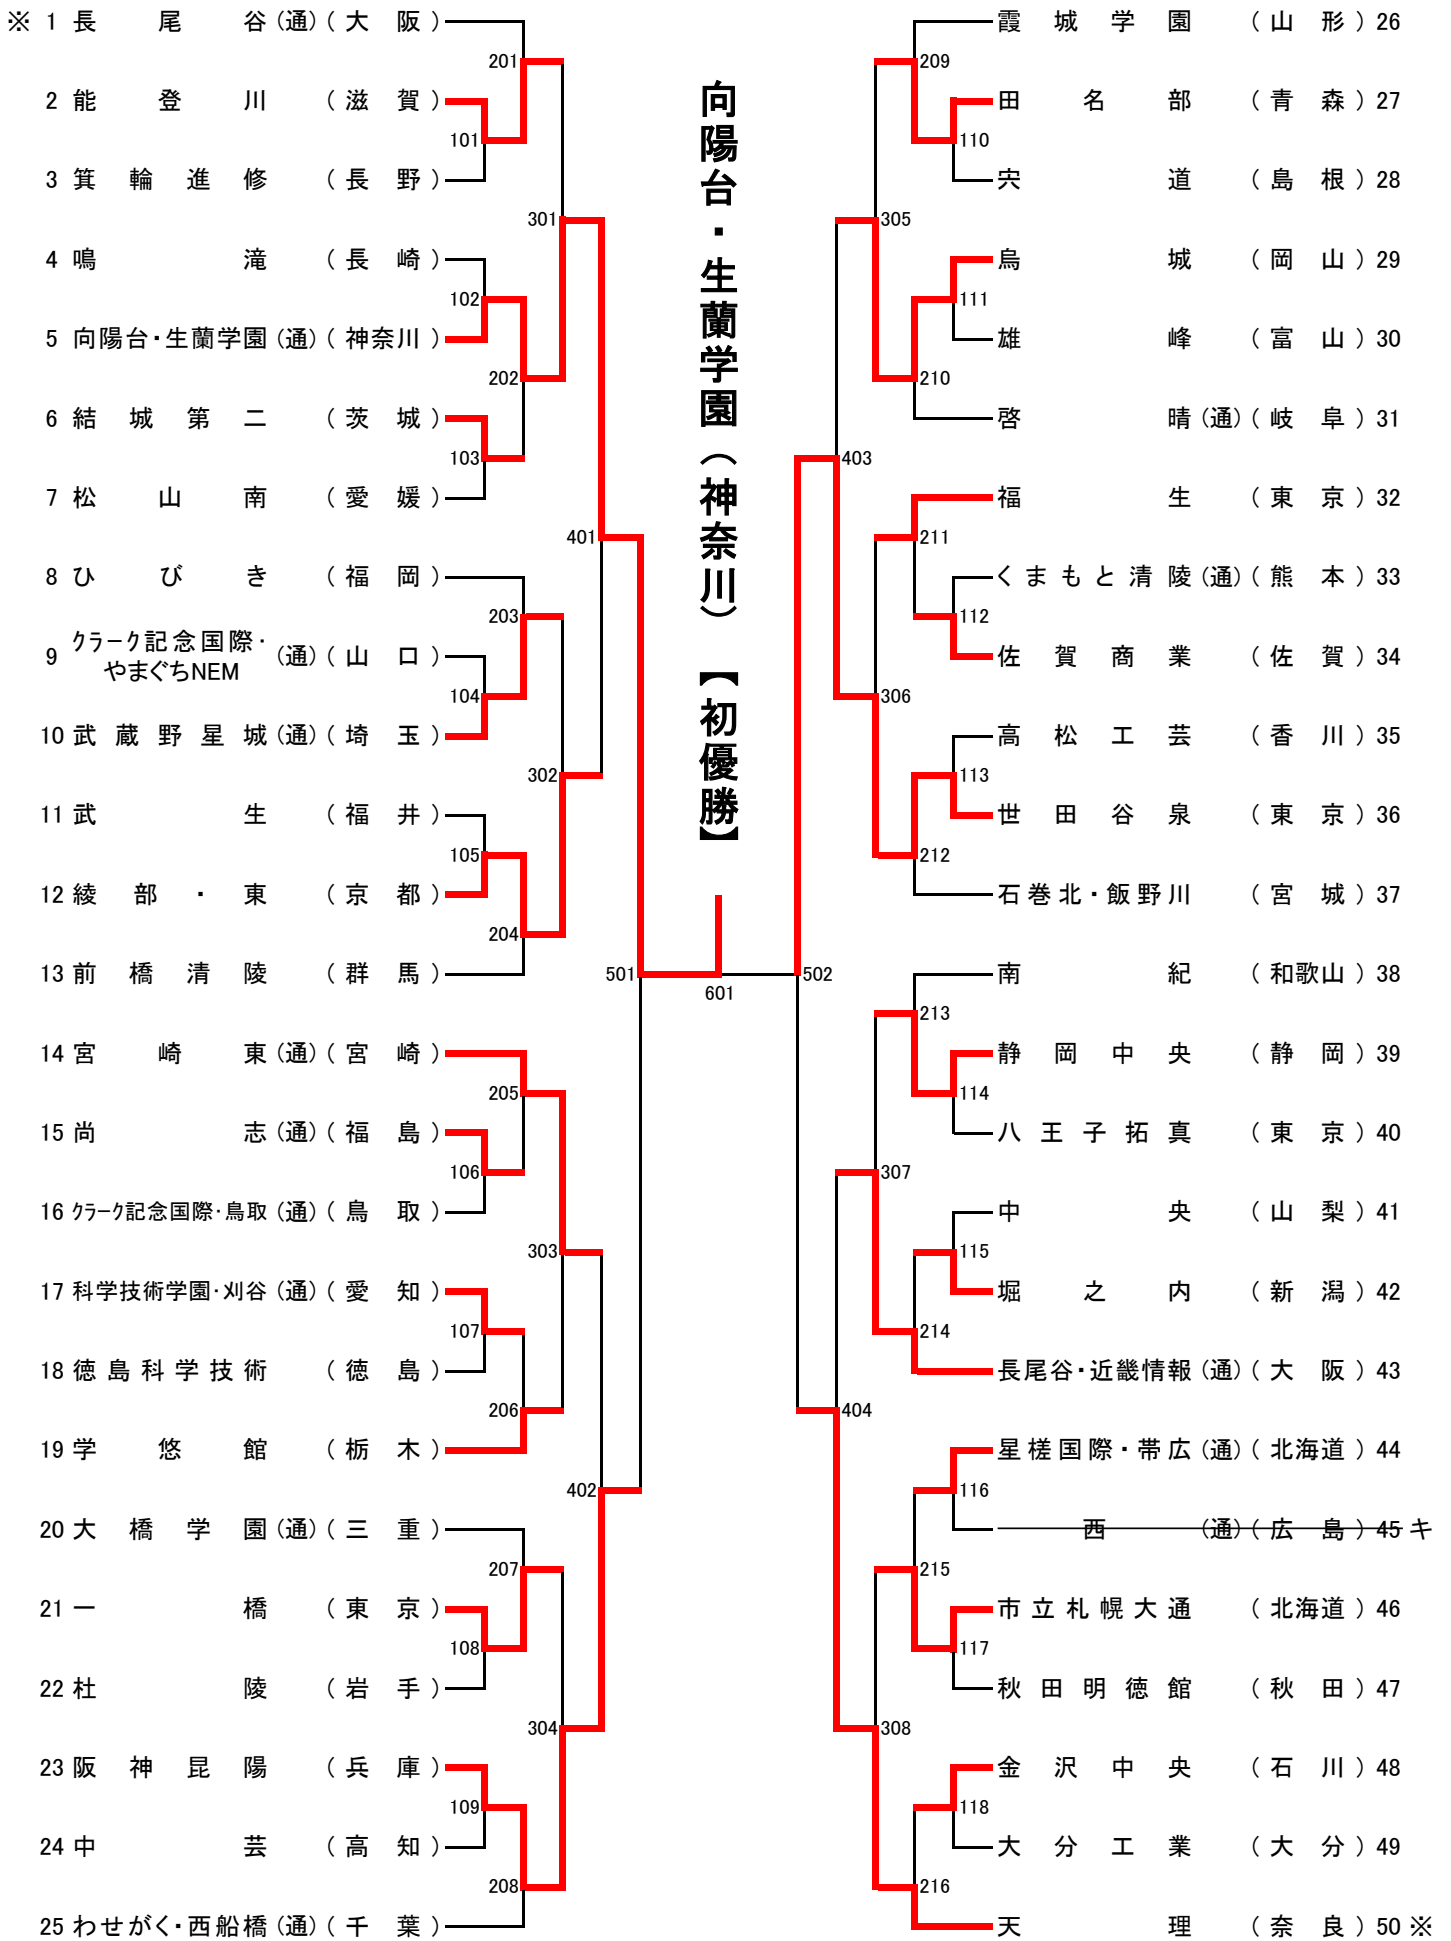 ※ 1 長尾谷 (通) ( 大阪 )
2 能登川 ( 滋賀 )
3 箕輪進修 ( 長野 )
4 鳴滝 ( 長崎 )
5 向陽台・生蘭学園 (通) ( 神奈川 )
6 結城第二 ( 茨城 )
7 松山南 ( 愛媛 )
8 ひびき ( 福岡 )
9 クラーク記念国際・
やまぐちNEM (通) ( 山口 )
10 武蔵野星城 (通) ( 埼玉 )
11 武生 ( 福井 )
12 綾部・東 ( 京都 )
13 前橋清陵 ( 群馬 )
14 宮崎東 (通) ( 宮崎 )
15 尚志 (通) ( 福島 )
16 クラーク記念国際・鳥取 (通) ( 鳥取 )
17 科学技術学園・刈谷 (通) ( 愛知 )
18 徳島科学技術 ( 徳島 )
19 学悠館 ( 栃木 )
20 大橋学園 (通) ( 三重 )
21 一橋 ( 東京 )
22 杜陵 ( 岩手 )
23 阪神昆陽 ( 兵庫 )
24 中芸 ( 高知 )
25 わせがく・西船橋 (通) ( 千葉 )
101
102
103
104
105
106
107
108
109
201
202
203
204
205
206
207
208
301
302
303
304
401
402
501
向陽台・生蘭学園（神奈川）【初優勝】
601
502
403
404
305
306
307
308
209
210
211
212
213
214
215
216
110
111
112
113
114
115
116
117
118
霞城学園 ( 山形 ) 26
田名部 ( 青森 ) 27
宍道 ( 島根 ) 28
烏城 ( 岡山 ) 29
雄峰 ( 富山 ) 30
啓晴 (通) ( 岐阜 ) 31
福生 ( 東京 ) 32
くまもと清陵 (通) ( 熊本 ) 33
佐賀商業 ( 佐賀 ) 34
高松工芸 ( 香川 ) 35
世田谷泉 ( 東京 ) 36
石巻北・飯野川 ( 宮城 ) 37
南紀 ( 和歌山 ) 38
静岡中央 ( 静岡 ) 39
八王子拓真 ( 東京 ) 40
中央 ( 山梨 ) 41
堀之内 ( 新潟 ) 42
長尾谷・近畿情報 (通) ( 大阪 ) 43
星槎国際・帯広 (通) ( 北海道 ) 44
西 (通) ( 広島 ) 45 キ
市立札幌大通 ( 北海道 ) 46
秋田明徳館 ( 秋田 ) 47
金沢中央 ( 石川 ) 48
大分工業 ( 大分 ) 49
天理 ( 奈良 ) 50 ※